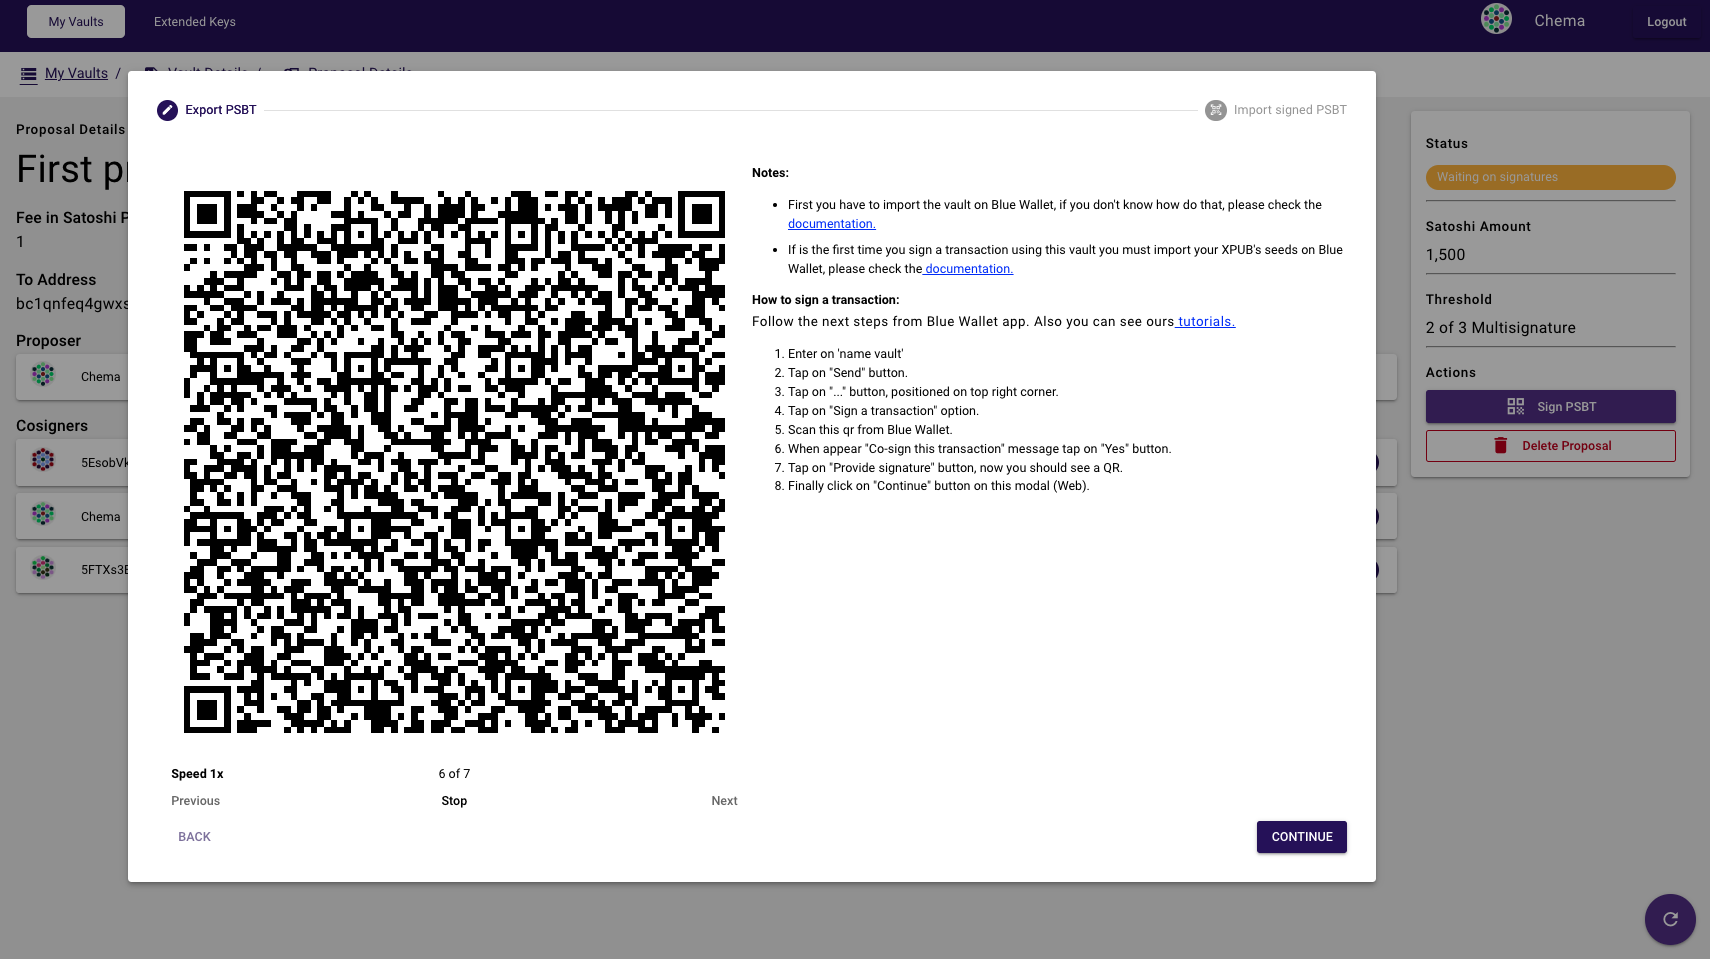 My Vaults
Extended Keys
Chema
Logout
My Vaults /
Vault Details /
Proposal Details
Proposal Details
First pr
Fee in Satoshi P
1
To Address
bc1qnfeq4gwxs
Proposer
Chema
Cosigners
5EsobVk
Chema
5FTXs3E
Export PSBT
Import signed PSBT
Notes:
• First you have to import the vault on Blue Wallet, if you don't know how do that, please check the
documentation.
• If is the first time you sign a transaction using this vault you must import your XPUB's seeds on Blue
Wallet, please check the documentation.
How to sign a transaction:
Follow the next steps from Blue Wallet app. Also you can see ours tutorials.
1. Enter on 'name vault'
2. Tap on "Send" button.
3. Tap on "..." button, positioned on top right corner.
4. Tap on "Sign a transaction" option.
5. Scan this qr from Blue Wallet.
6. When appear "Co-sign this transaction" message tap on "Yes" button.
7. Tap on "Provide signature" button, now you should see a QR.
8. Finally click on "Continue" button on this modal (Web).
Speed 1x
6 of 7
Previous
Stop
Next
BACK
CONTINUE
Status
Waiting on signatures
Satoshi Amount
1,500
Threshold
2 of 3 Multisignature
Actions
Sign PSBT
Delete Proposal